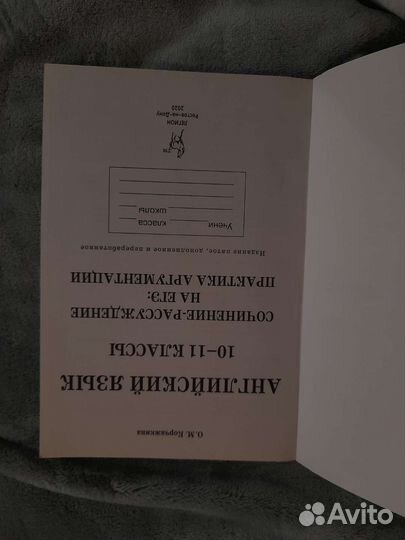 О. М. Корчажкина
АНГЛИЙСКИЙ ЯЗЫК
10–11 КЛАССЫ
СОЧИНЕНИЕ-РАССУЖДЕНИЕ
НА ЕГЭ:
ПРАКТИКА АРГУМЕНТАЦИИ
Издание пятое, дополненное и переработанное
Учени
класса
школы
ЛЕГИОН
Ростов-на-Дону
2020
Avito